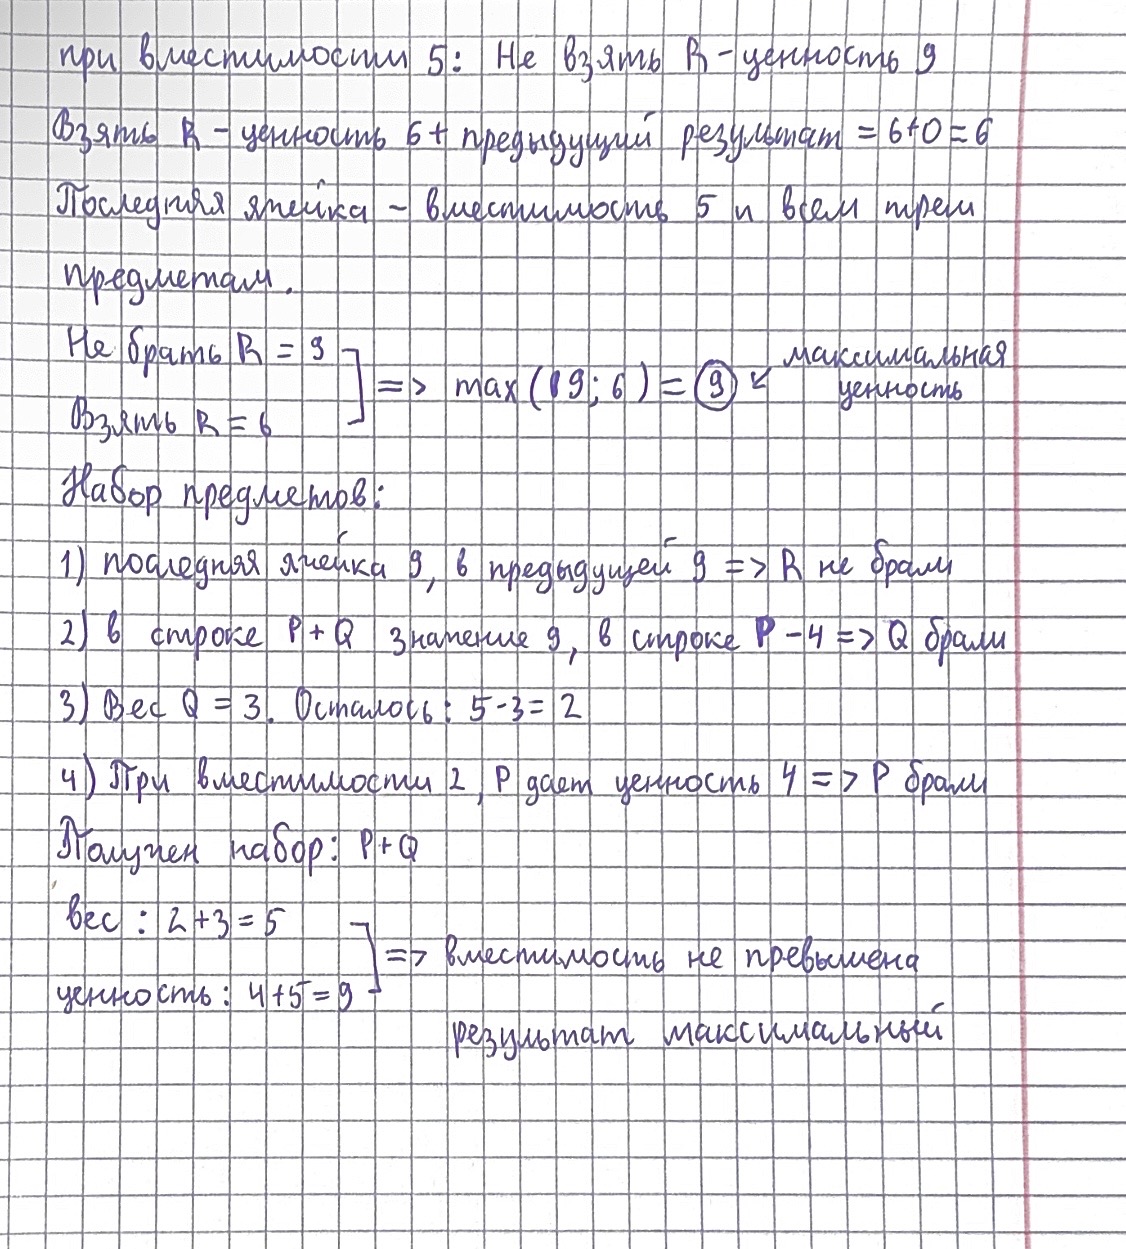 при вместимости 5: Не взять R - ценность 9
Взять R - ценность 6 + предыдущий результат = 6+0=6
Последняя ячейка - вместимость 5 и всем трем
предметам.
Не брать R = 9
Взять R = 6
=> max(9; 6) = 9
максимальная
ценность
Набор предметов:
1) последняя ячейка 9, в предыдущей 9 => R не брали
2) в строке P+Q значение 9, в строке P - 4 => Q брали
3) Вес Q = 3. Осталось: 5-3=2
4) При вместимости 2, P дает ценность 4 => P брали
Получен набор: P+Q
вес: 2+3=5
ценность: 4+5=9
=> вместимость не превышена
результат максимальный